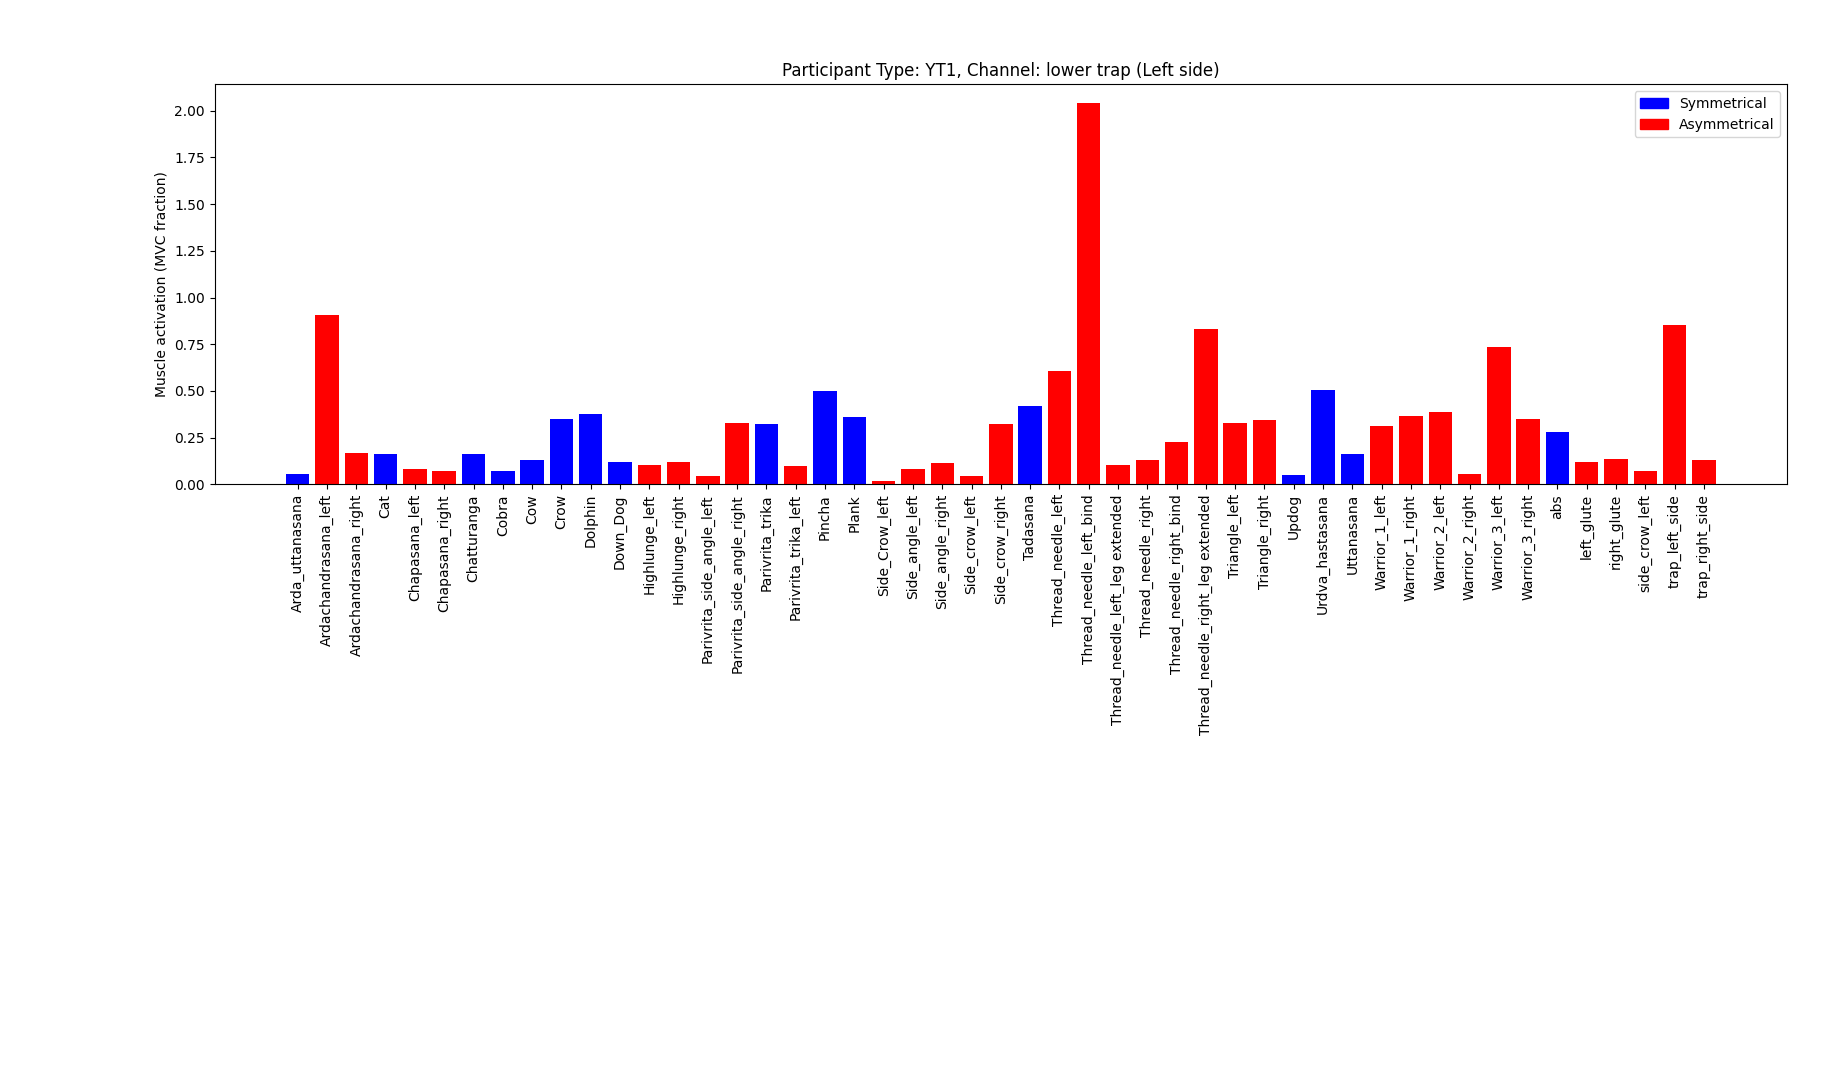 Participant Type: YT1, Channel: lower trap (Left side)
Symmetrical
Asymmetrical
Muscle activation (MVC fraction)
2.00
1.75
1.50
1.25
1.00
0.75
0.50
0.25
0.00
Arda_uttanasana
Ardachandrasana_left
Ardachandrasana_right
Cat
Chapasana_left
Chapasana_right
Chatturanga
Cobra
Cow
Crow
Dolphin
Down_Dog
Highlunge_left
Highlunge_right
Parivrita_side_angle_left
Parivrita_side_angle_right
Parivrita_trika
Parivrita_trika_left
Pincha
Plank
Side_Crow_left
Side_angle_left
Side_angle_right
Side_crow_left
Side_crow_right
Tadasana
Thread_needle_left
Thread_needle_left_bind
Thread_needle_left_leg extended
Thread_needle_right
Thread_needle_right_bind
Thread_needle_right_leg extended
Triangle_left
Triangle_right
Updog
Urdva_hastasana
Uttanasana
Warrior_1_left
Warrior_1_right
Warrior_2_left
Warrior_2_right
Warrior_3_left
Warrior_3_right
abs
left_glute
right_glute
side_crow_left
trap_left_side
trap_right_side